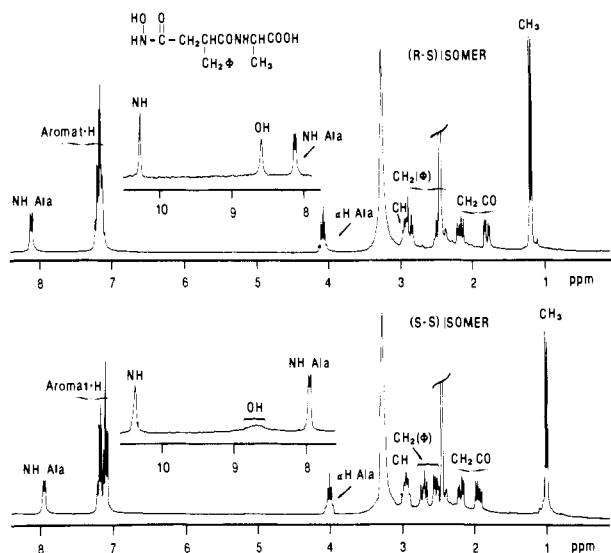 HO O
HN – C – CH₂CHCONHCHCOOH
CH₂Φ CH₃
(R-S)|SOMER
CH₃
NH
OH
NH Ala
Aromat·H
10 9 8
NH Ala
αH Ala
CH₂(Φ)
CH
CH₂ CO
8 7 6 5 4 3 2 1 ppm
(S-S)|SOMER
CH₃
NH
OH
NH Ala
Aromat·H
10 9 8
NH Ala
αH Ala
CH₂(Φ)
CH
CH₂ CO
8 7 6 5 4 3 2 1 ppm